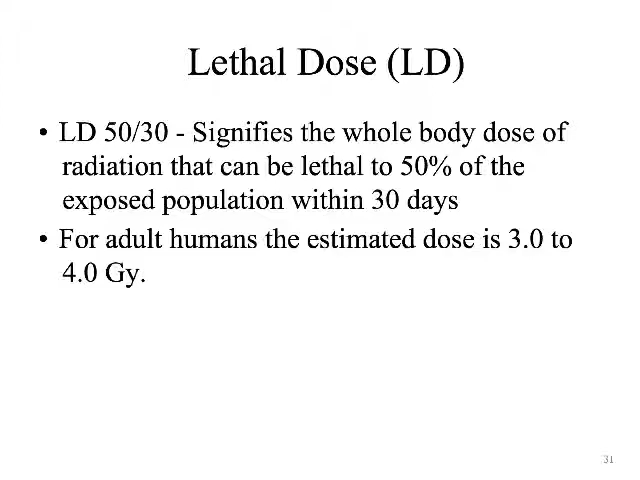 Lethal Dose (LD)
• LD 50/30 - Signifies the whole body dose of
radiation that can be lethal to 50% of the
exposed population within 30 days
• For adult humans the estimated dose is 3.0 to
4.0 Gy.
31